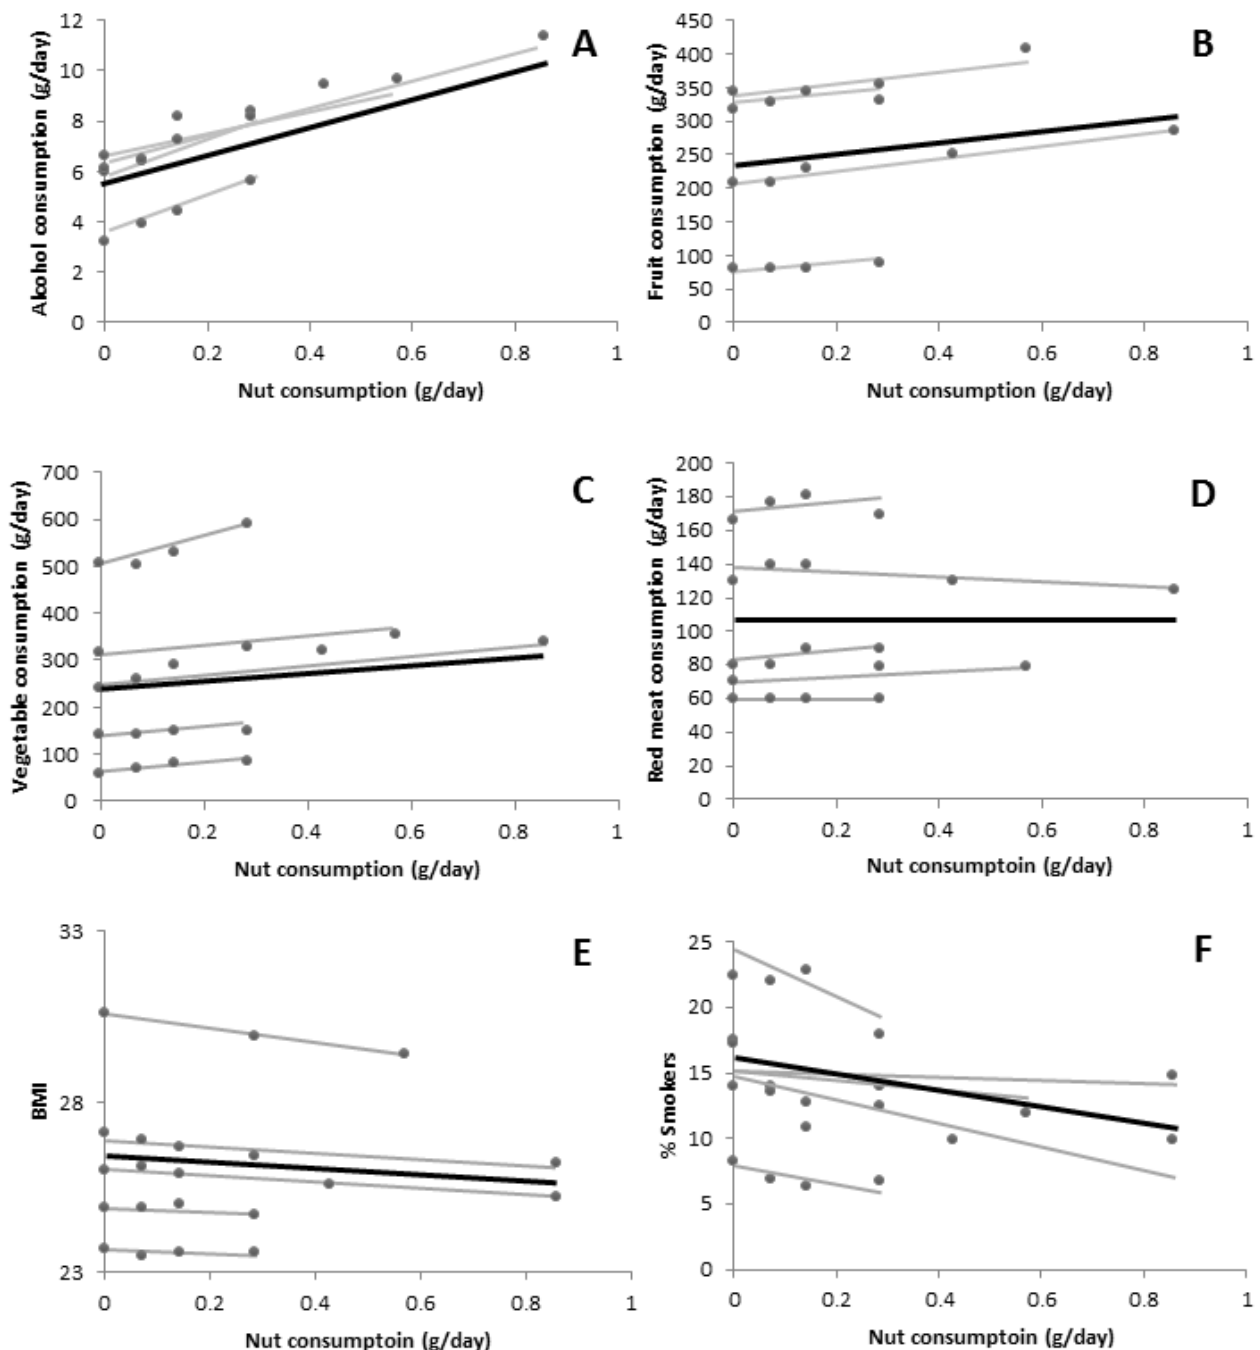 A
Alcohol consumption (g/day)
12
10
8
6
4
2
0
0 0.2 0.4 0.6 0.8 1
Nut consumption (g/day)
B
Fruit consumption (g/day)
450
400
350
300
250
200
150
100
50
0
0 0.2 0.4 0.6 0.8 1
Nut consumption (g/day)
C
Vegetable consumption (g/day)
700
600
500
400
300
200
100
0
0 0.2 0.4 0.6 0.8 1
Nut consumption (g/day)
D
Red meat consumption (g/day)
200
180
160
140
120
100
80
60
40
20
0
0 0.2 0.4 0.6 0.8 1
Nut consumptoin (g/day)
E
BMI
33
28
23
0 0.2 0.4 0.6 0.8 1
Nut consumptoin (g/day)
F
% Smokers
25
20
15
10
5
0
0 0.2 0.4 0.6 0.8 1
Nut consumptoin (g/day)